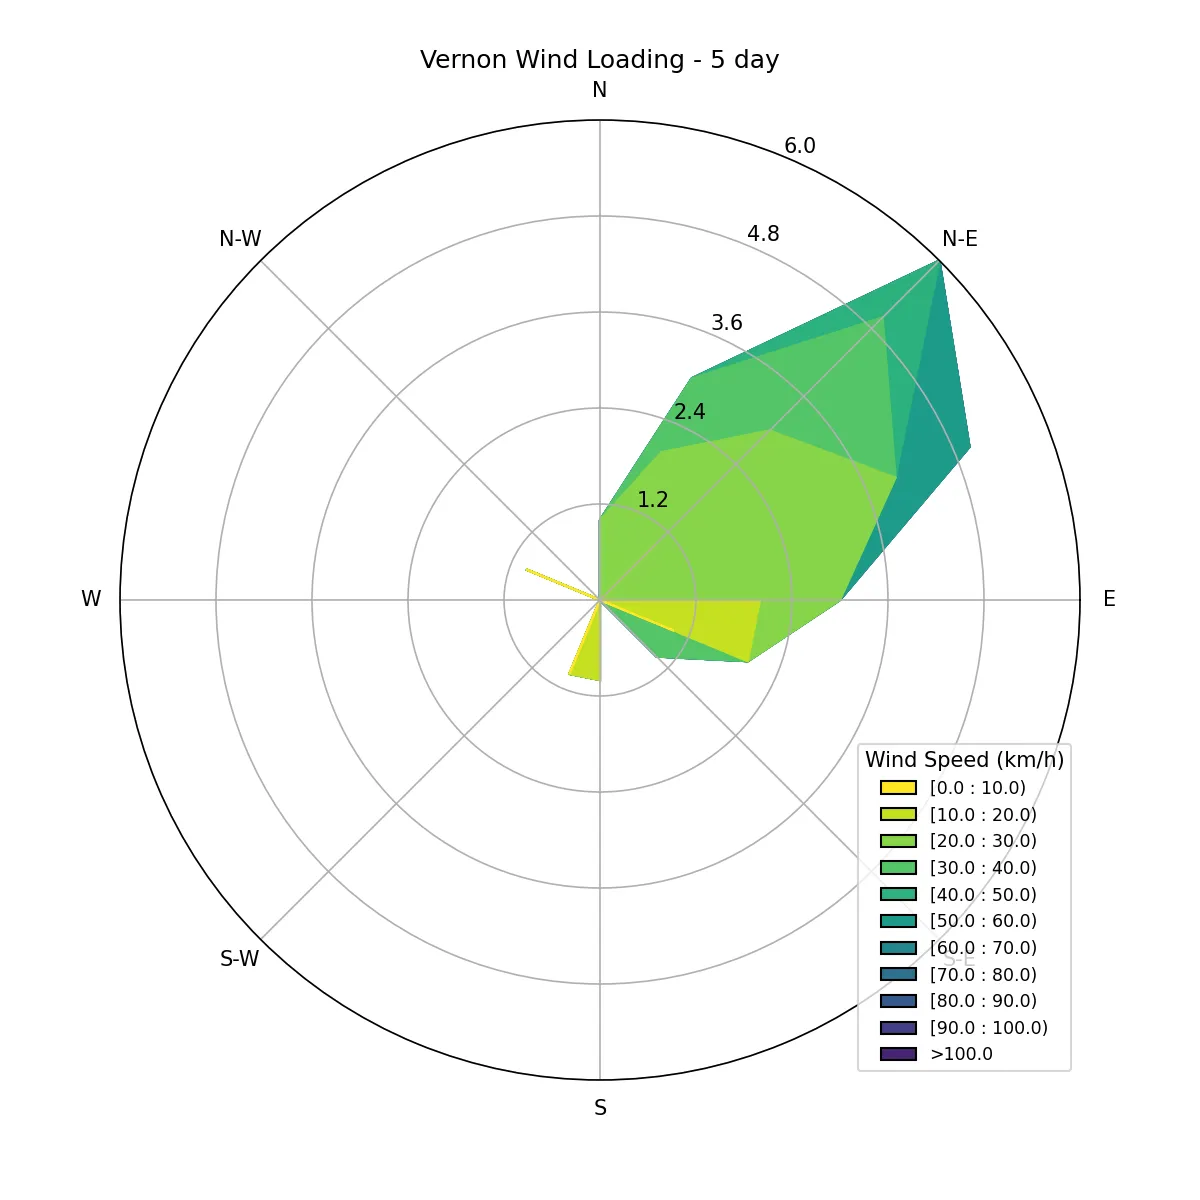 Vernon Wind Loading - 5 day
N
6.0
4.8
N-W
N-E
3.6
2.4
1.2
W
E
Wind Speed (km/h)
[0.0 : 10.0)
[10.0 : 20.0)
[20.0 : 30.0)
[30.0 : 40.0)
[40.0 : 50.0)
[50.0 : 60.0)
[60.0 : 70.0)
S-W
S-E
[70.0 : 80.0)
[80.0 : 90.0)
[90.0 : 100.0)
>100.0
S